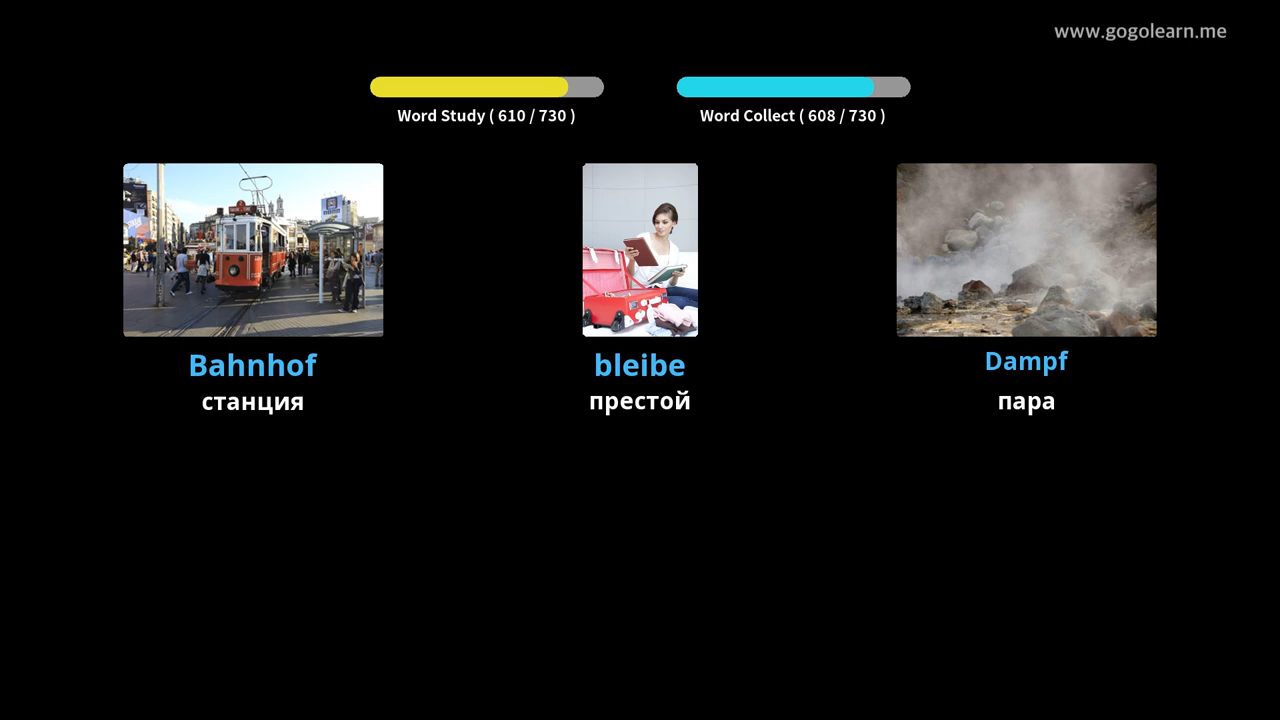 www.gogolearn.me
Word Study ( 610 / 730 )
Word Collect ( 608 / 730 )
Bahnhof
станция
bleibe
престой
Dampf
пара